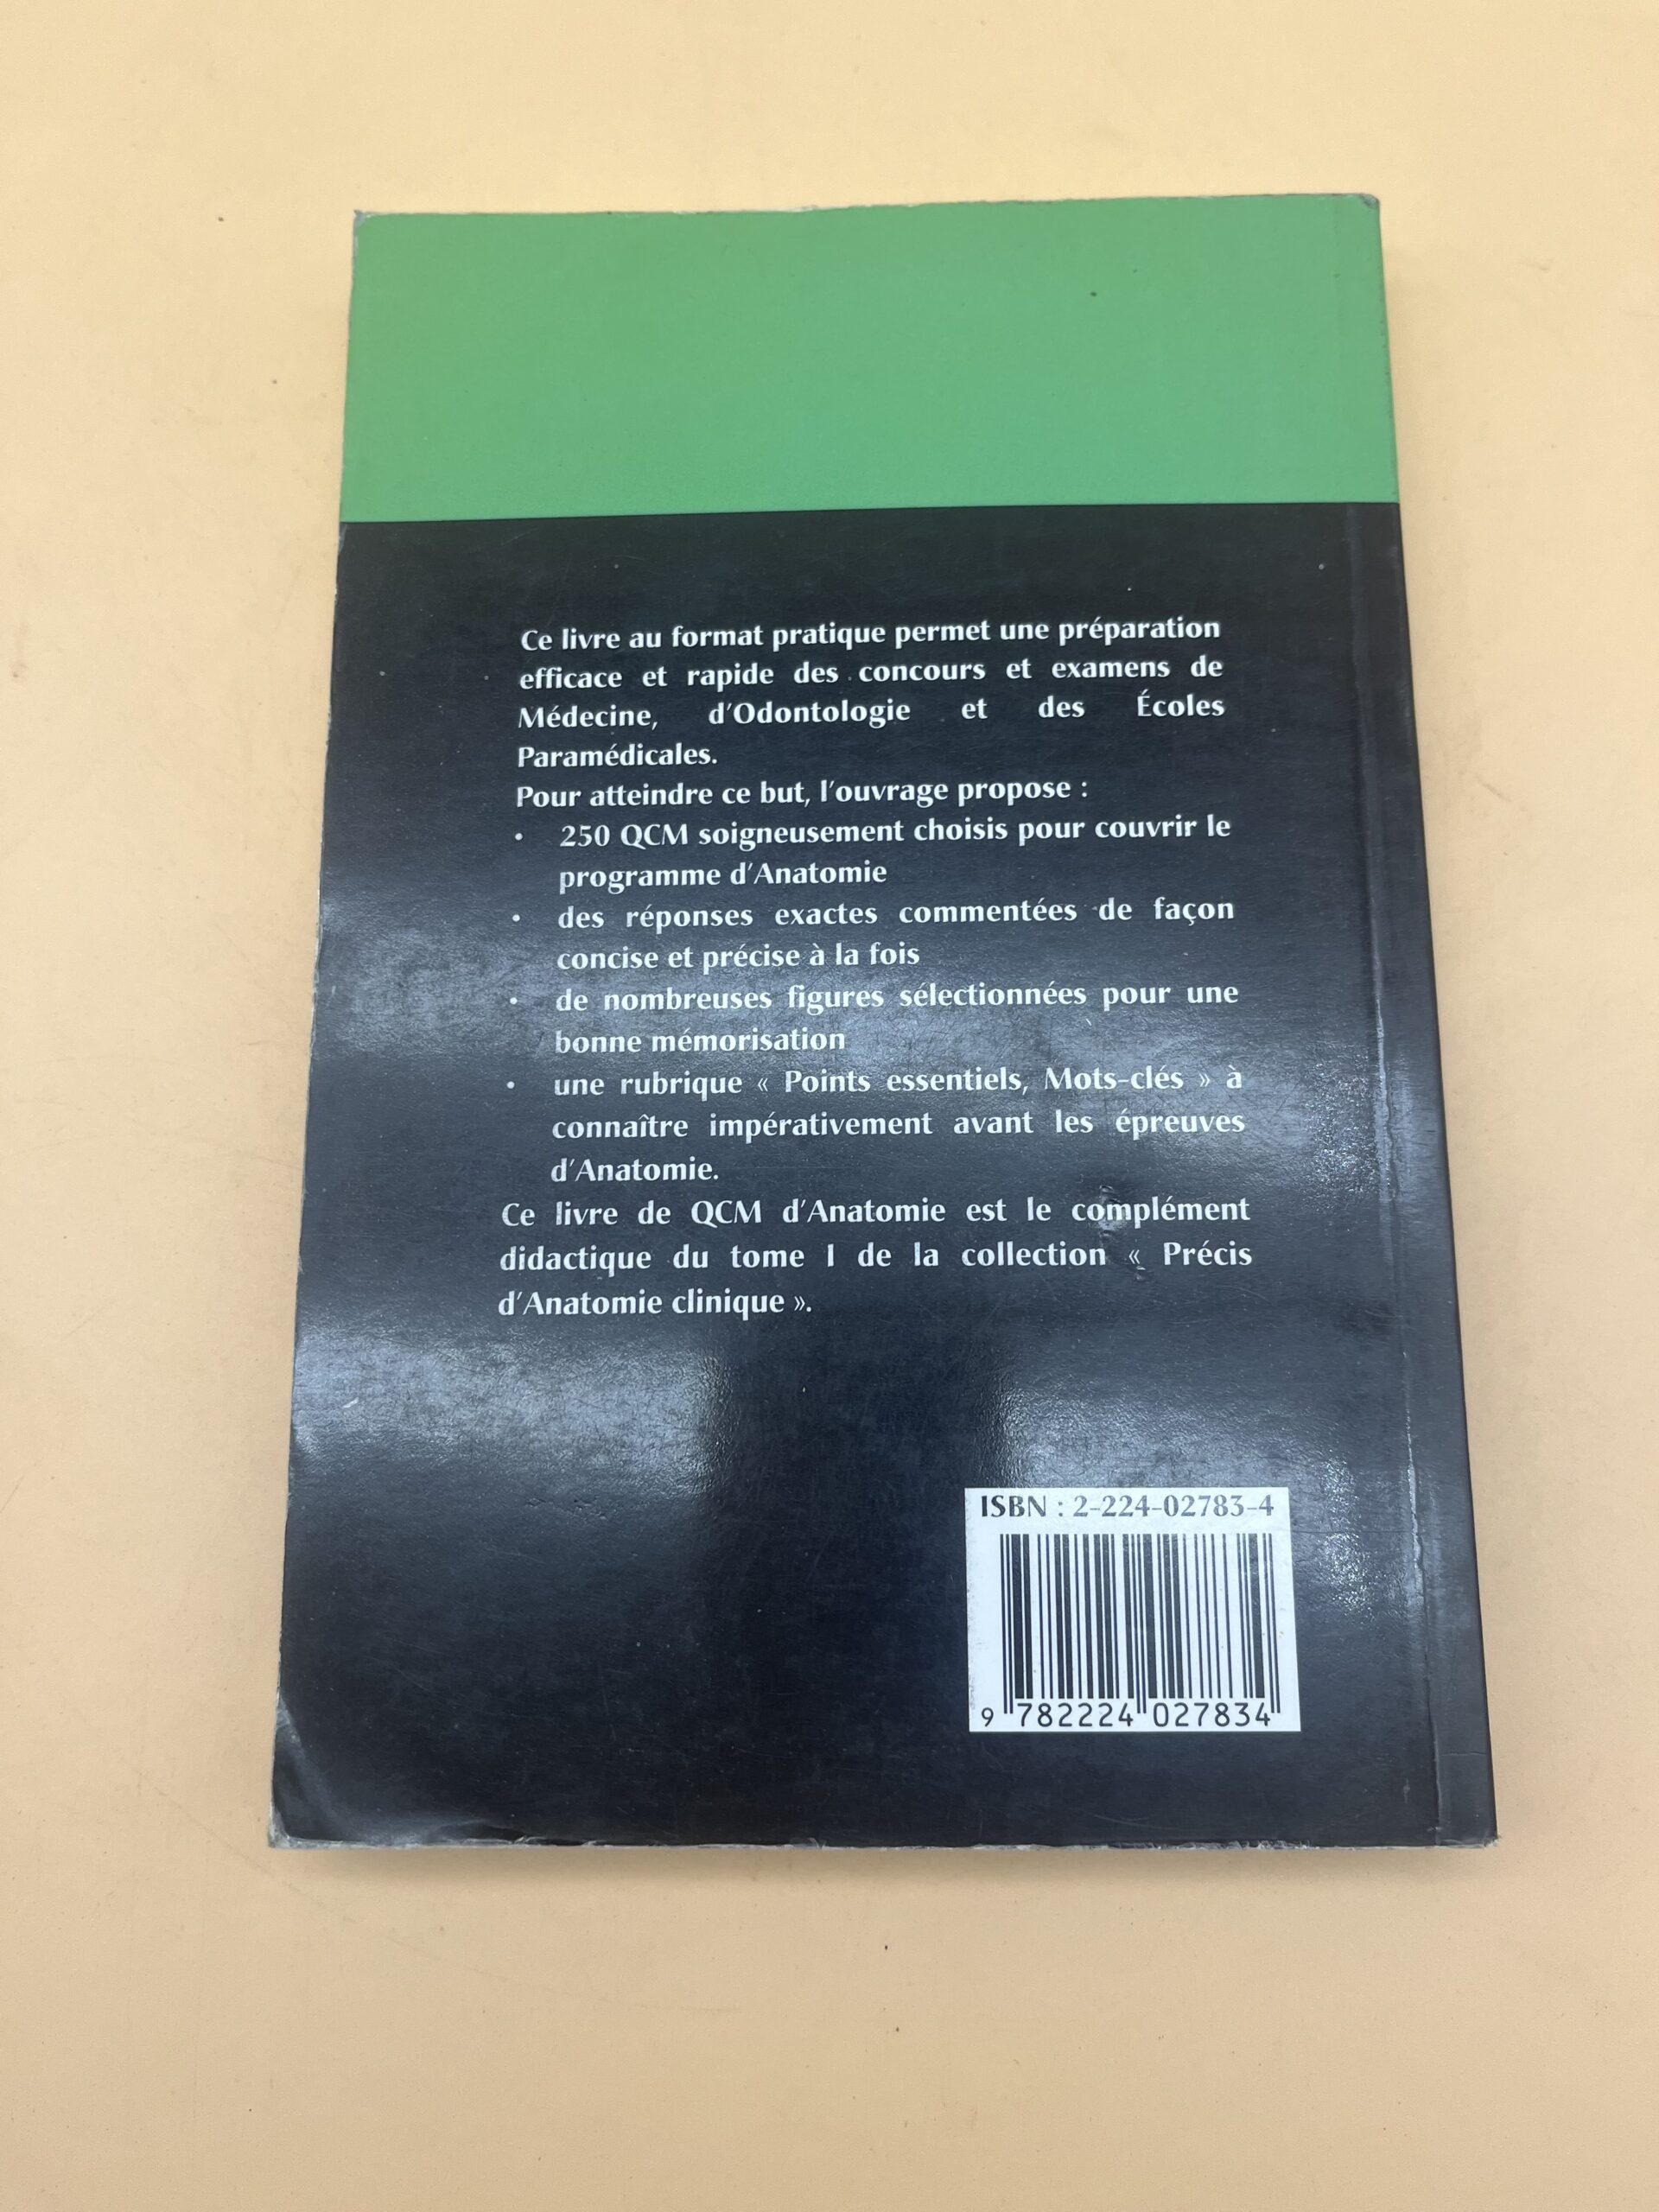 Ce livre au format pratique permet une préparation
efficace et rapide des concours et examens de
Médecine, d'Odontologie et des Écoles
Paramédicales.
Pour atteindre ce but, l'ouvrage propose :
• 250 QCM soigneusement choisis pour couvrir le
programme d'Anatomie
• des réponses exactes commentées de façon
concise et précise à la fois
• de nombreuses figures sélectionnées pour une
bonne mémorisation
• une rubrique « Points essentiels, Mots-clés » à
connaître impérativement avant les épreuves
d'Anatomie.
Ce livre de QCM d'Anatomie est le complément
didactique du tome I de la collection « Précis
d'Anatomie clinique ».
ISBN : 2-224-02783-4
9 782224 027834